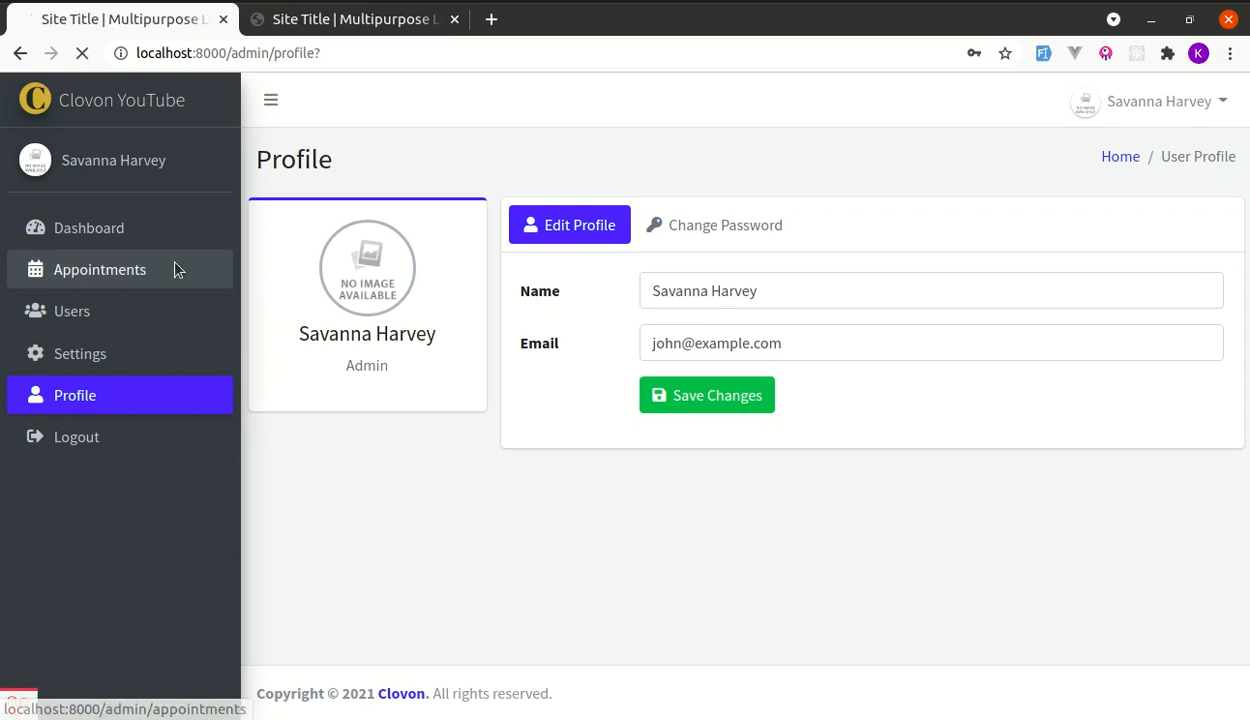 Site Title | Multipurpose L
Site Title | Multipurpose L
localhost:8000/admin/profile?
K
Clovon YouTube
Savanna Harvey
Savanna Harvey
Dashboard
Appointments
Users
Settings
Profile
Logout
Profile
Home / User Profile
NO IMAGE
AVAILABLE
Savanna Harvey
Admin
Edit Profile
Change Password
Name
Savanna Harvey
Email
john@example.com
Save Changes
Copyright © 2021 Clovon. All rights reserved.
localhost:8000/admin/appointments